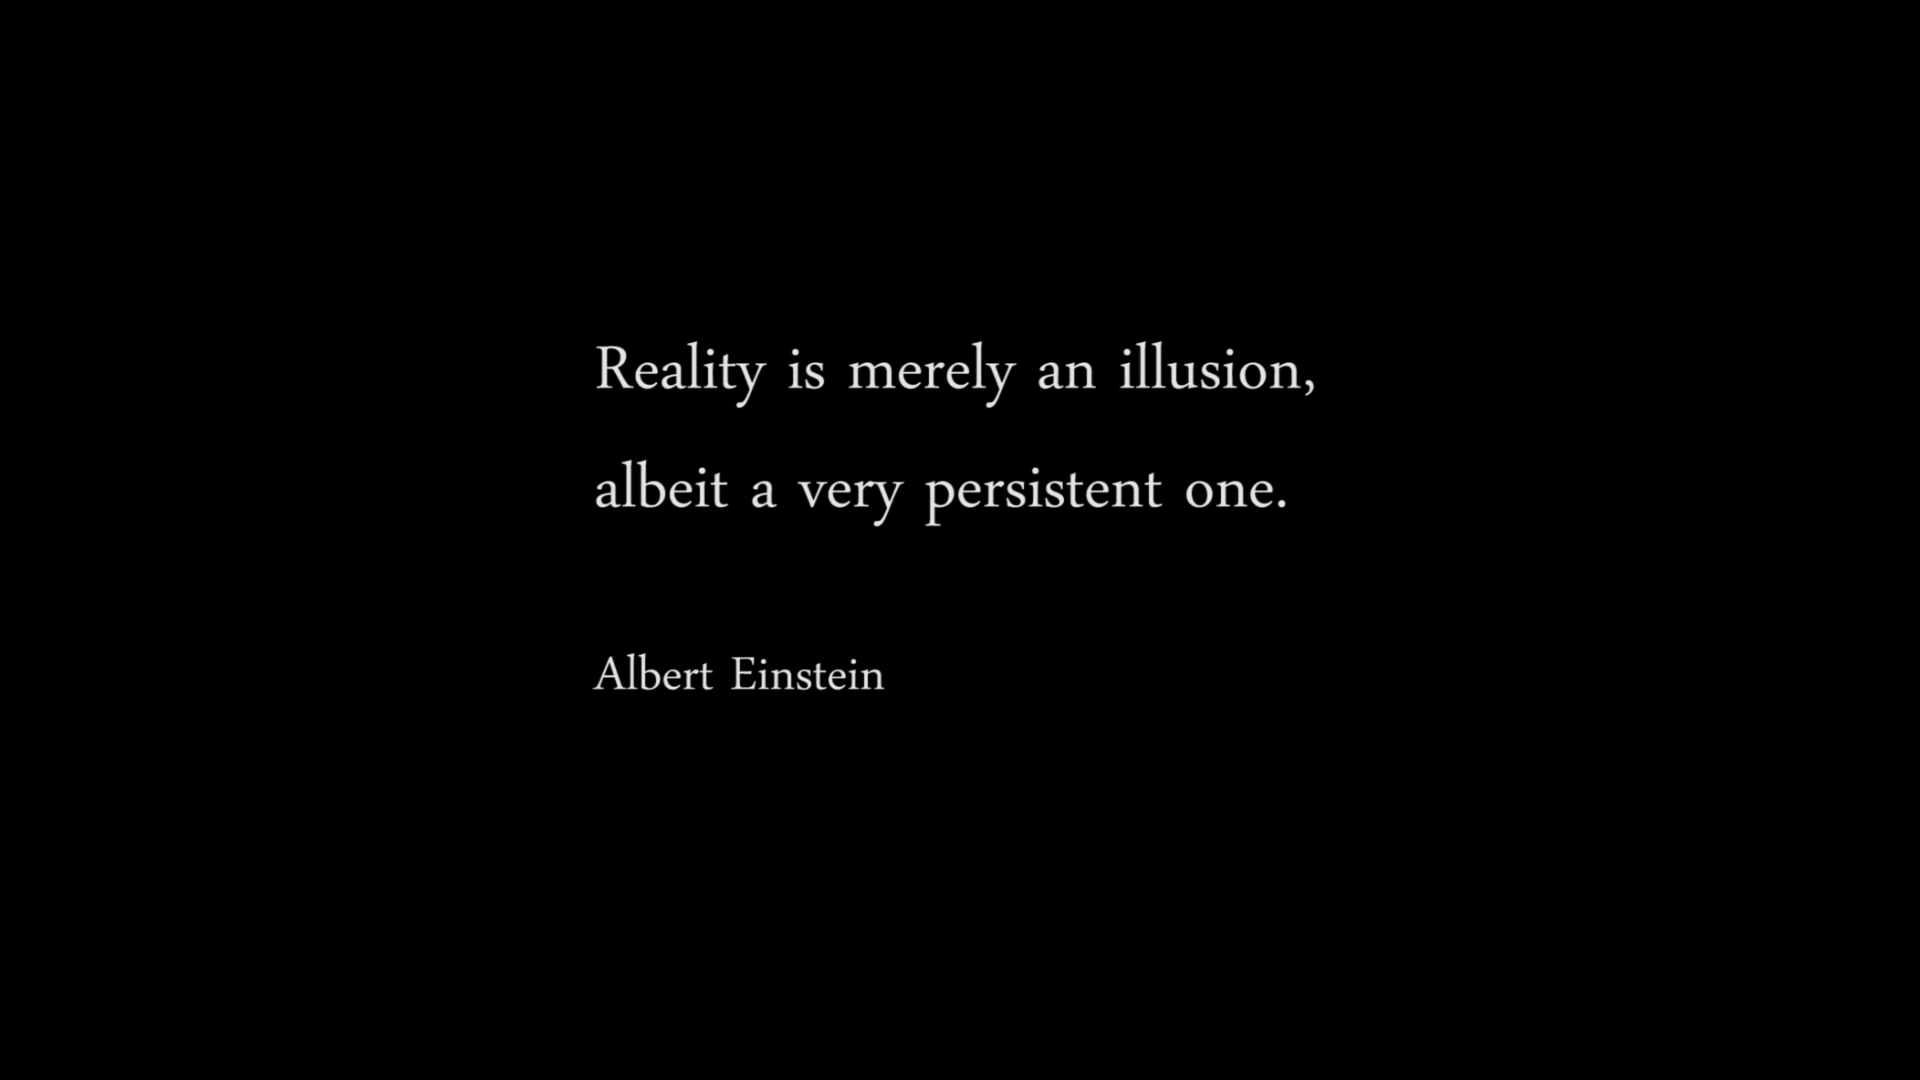 Reality is merely an illusion,
albeit a very persistent one.
Albert Einstein